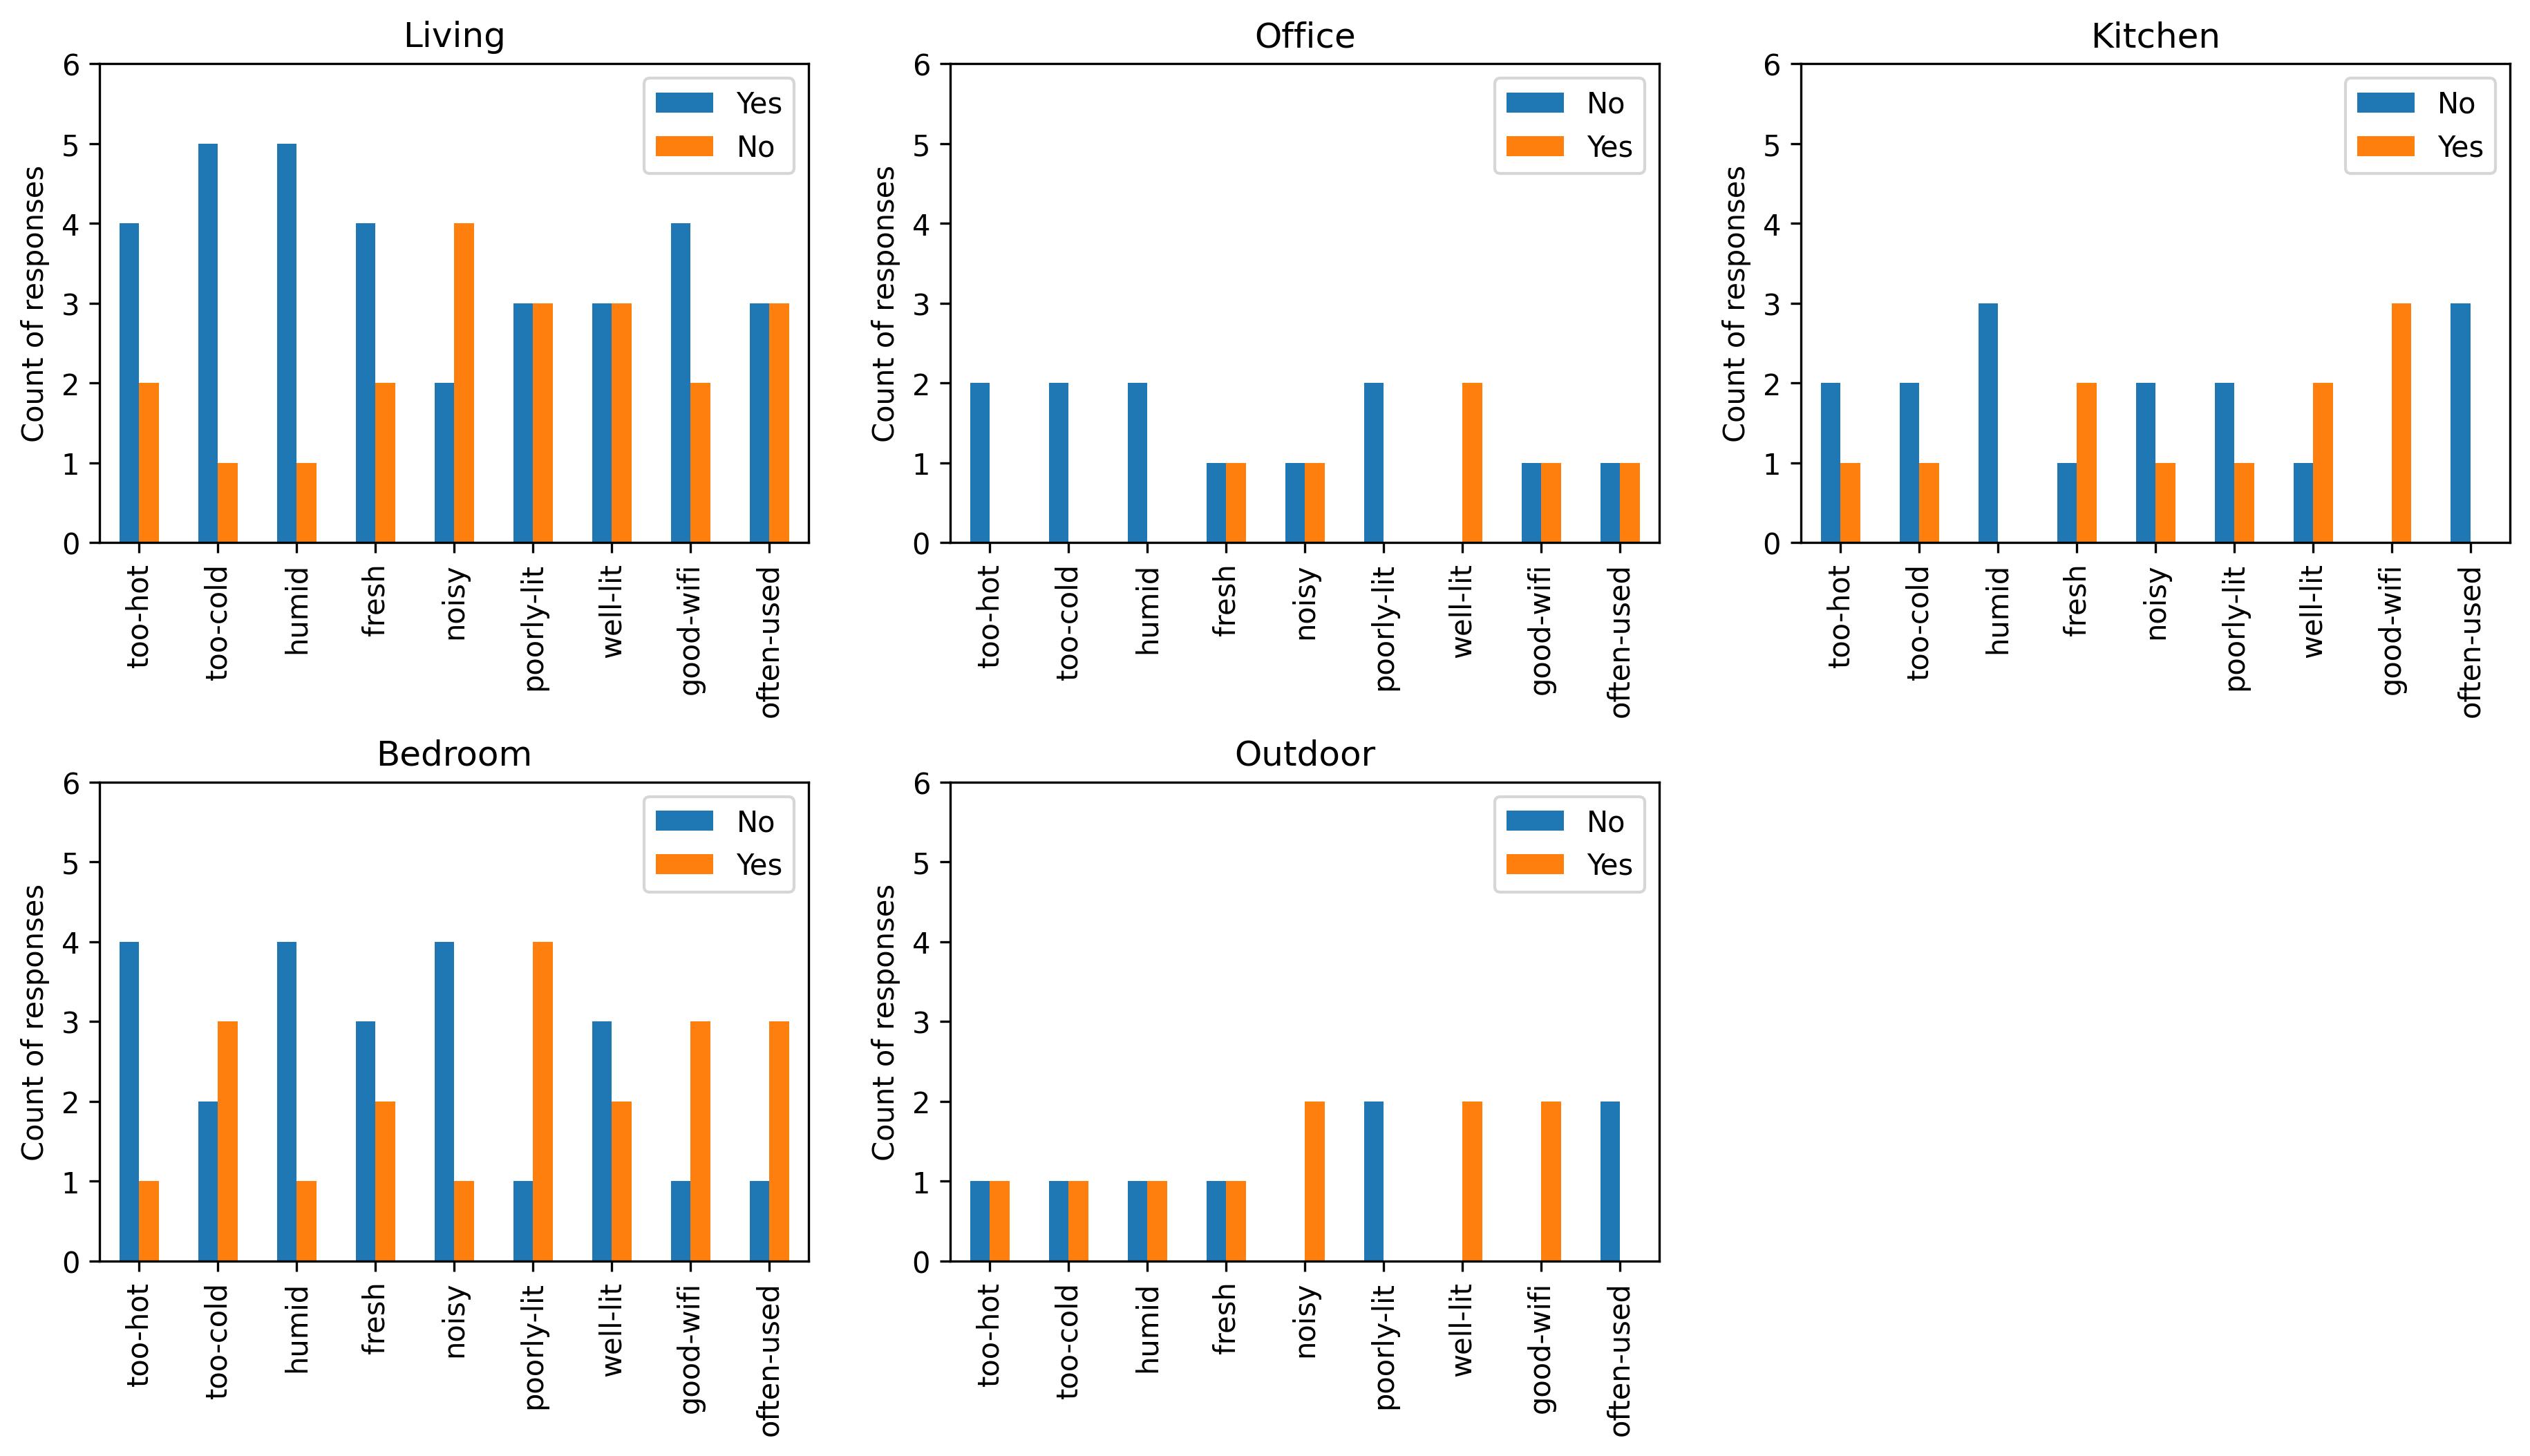 Living
Count of responses
6
5
4
3
2
1
0
Yes
No
too-hot
too-cold
humid
fresh
noisy
poorly-lit
well-lit
good-wifi
often-used
Office
Count of responses
6
5
4
3
2
1
0
No
Yes
too-hot
too-cold
humid
fresh
noisy
poorly-lit
well-lit
good-wifi
often-used
Kitchen
Count of responses
6
5
4
3
2
1
0
No
Yes
too-hot
too-cold
humid
fresh
noisy
poorly-lit
well-lit
good-wifi
often-used
Bedroom
Count of responses
6
5
4
3
2
1
0
No
Yes
too-hot
too-cold
humid
fresh
noisy
poorly-lit
well-lit
good-wifi
often-used
Outdoor
Count of responses
6
5
4
3
2
1
0
No
Yes
too-hot
too-cold
humid
fresh
noisy
poorly-lit
well-lit
good-wifi
often-used